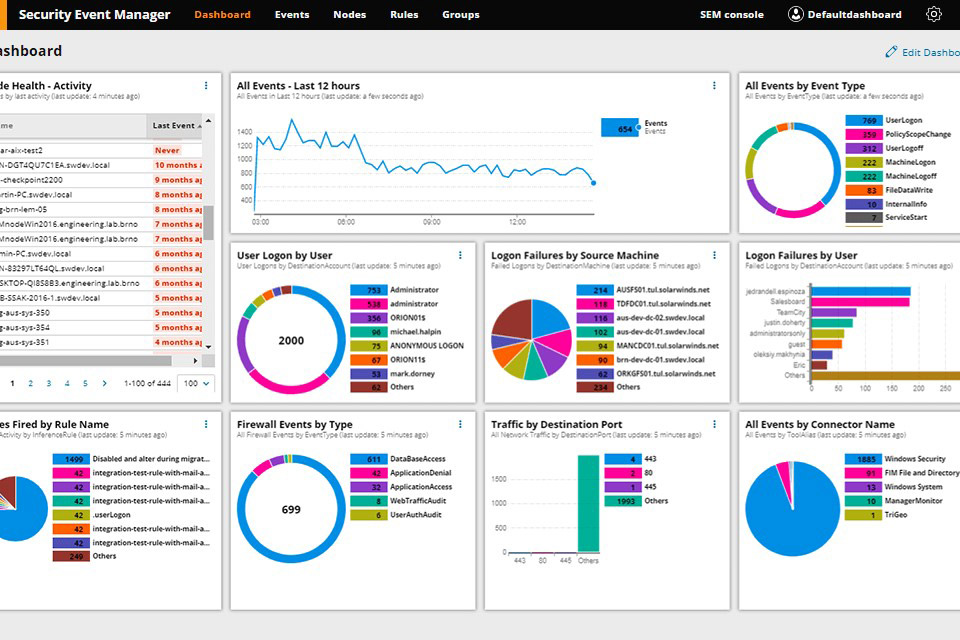 Security Event Manager Dashboard Events Nodes Rules Groups SEM console Defaultdashboard
ashboard
Edit Dashbo
de Health - Activity
s by last activity (last update: 4 minutes ago)
me Last Event
ar-aix-test2 Never
N-DGT4QU7C1EA.swdev.local 10 months a
-checkpoint2200 9 months ag
artin-PC.swdev.local 8 months ag
g-brn-lem-05 8 months ag
MnodeWin2016.engineering.lab.brno 7 months ag
MnodeWin2016.engineering.lab.brno 7 months ag
min-PC.swdev.local 6 months ag
N-83297LT64QL.swdev.local 6 months ag
SKTOP-QI8S8B3.engineering.lab.brno 6 months ag
B-SSAK-2016-1.swdev.local 5 months ag
g-aus-sys-350 5 months ag
g-aus-sys-354 5 months ag
g-aus-sys-351 4 months ag
1 2 3 4 5 1-100 of 444 100
All Events - Last 12 hours
All Events in Last 12 hours (last update: a few seconds ago)
1400
1200
1000
800
600
400
03:00 06:00 09:00 12:00
654 Events
Events
All Events by Event Type
All Events by EventType (last update: a few seconds ago)
769 UserLogon
359 PolicyScopeChange
312 UserLogoff
222 MachineLogon
222 MachineLogoff
83 FileDataWrite
10 InternalInfo
7 ServiceStart
User Logon by User
User Logons by DestinationAccount (last update: 5 minutes ago)
2000
753 Administrator
538 administrator
356 ORION01$
96 michael.halpin
75 ANONYMOUS LOGON
67 ORION11$
53 mark.dorney
62 Others
Logon Failures by Source Machine
Failed Logons by DestinationMachine (last update: 5 minutes ago)
214 AUSFS01.tul.solarwinds.net
118 TDFDC01.tul.solarwinds.net
116 aus-dev-dc-02.swdev.local
102 aus-dev-dc-01.swdev.local
94 MANCDC01.tul.solarwinds.net
90 brn-dev-dc-01.swdev.local
62 ORKGFS01.tul.solarwinds.net
234 Others
Logon Failures by User
Failed Logons by DestinationAccount (last update: 5 minutes ago)
jedrandell.espinoza
Salesboard
TeamCity
justin.doherty
administratorsonly
guest
oleksiy.makhynia
Eric
Others
0 50 100 150 200 250
es Fired by Rule Name
Activity by InferenceRule (last update: 5 minutes ago)
1499 Disabled and alter during migrat...
42 integration-test-rule-with-mail-a...
42 integration-test-rule-with-mail-a...
42 integration-test-rule-with-mail-a...
42 .userLogon
42 integration-test-rule-with-mail-a...
42 integration-test-rule-with-mail-a...
249 Others
Firewall Events by Type
All Firewall Events by EventType (last update: 5 minutes ago)
699
611 DataBaseAccess
42 ApplicationDenial
32 ApplicationAccess
8 WebTrafficAudit
6 UserAuthAudit
Traffic by Destination Port
All Network Traffic by DestinationPort (last update: 5 minutes ago)
1500
1000
500
0
443 80 445 Others
4 443
2 80
1 445
1993 Others
All Events by Connector Name
All Events by ToolAlias (last update: 5 minutes ago)
1885 Windows Security
91 FIM File and Directory
13 Windows System
10 ManagerMonitor
1 TriGeo